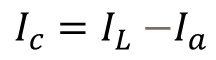 I_c = I_L − I_a